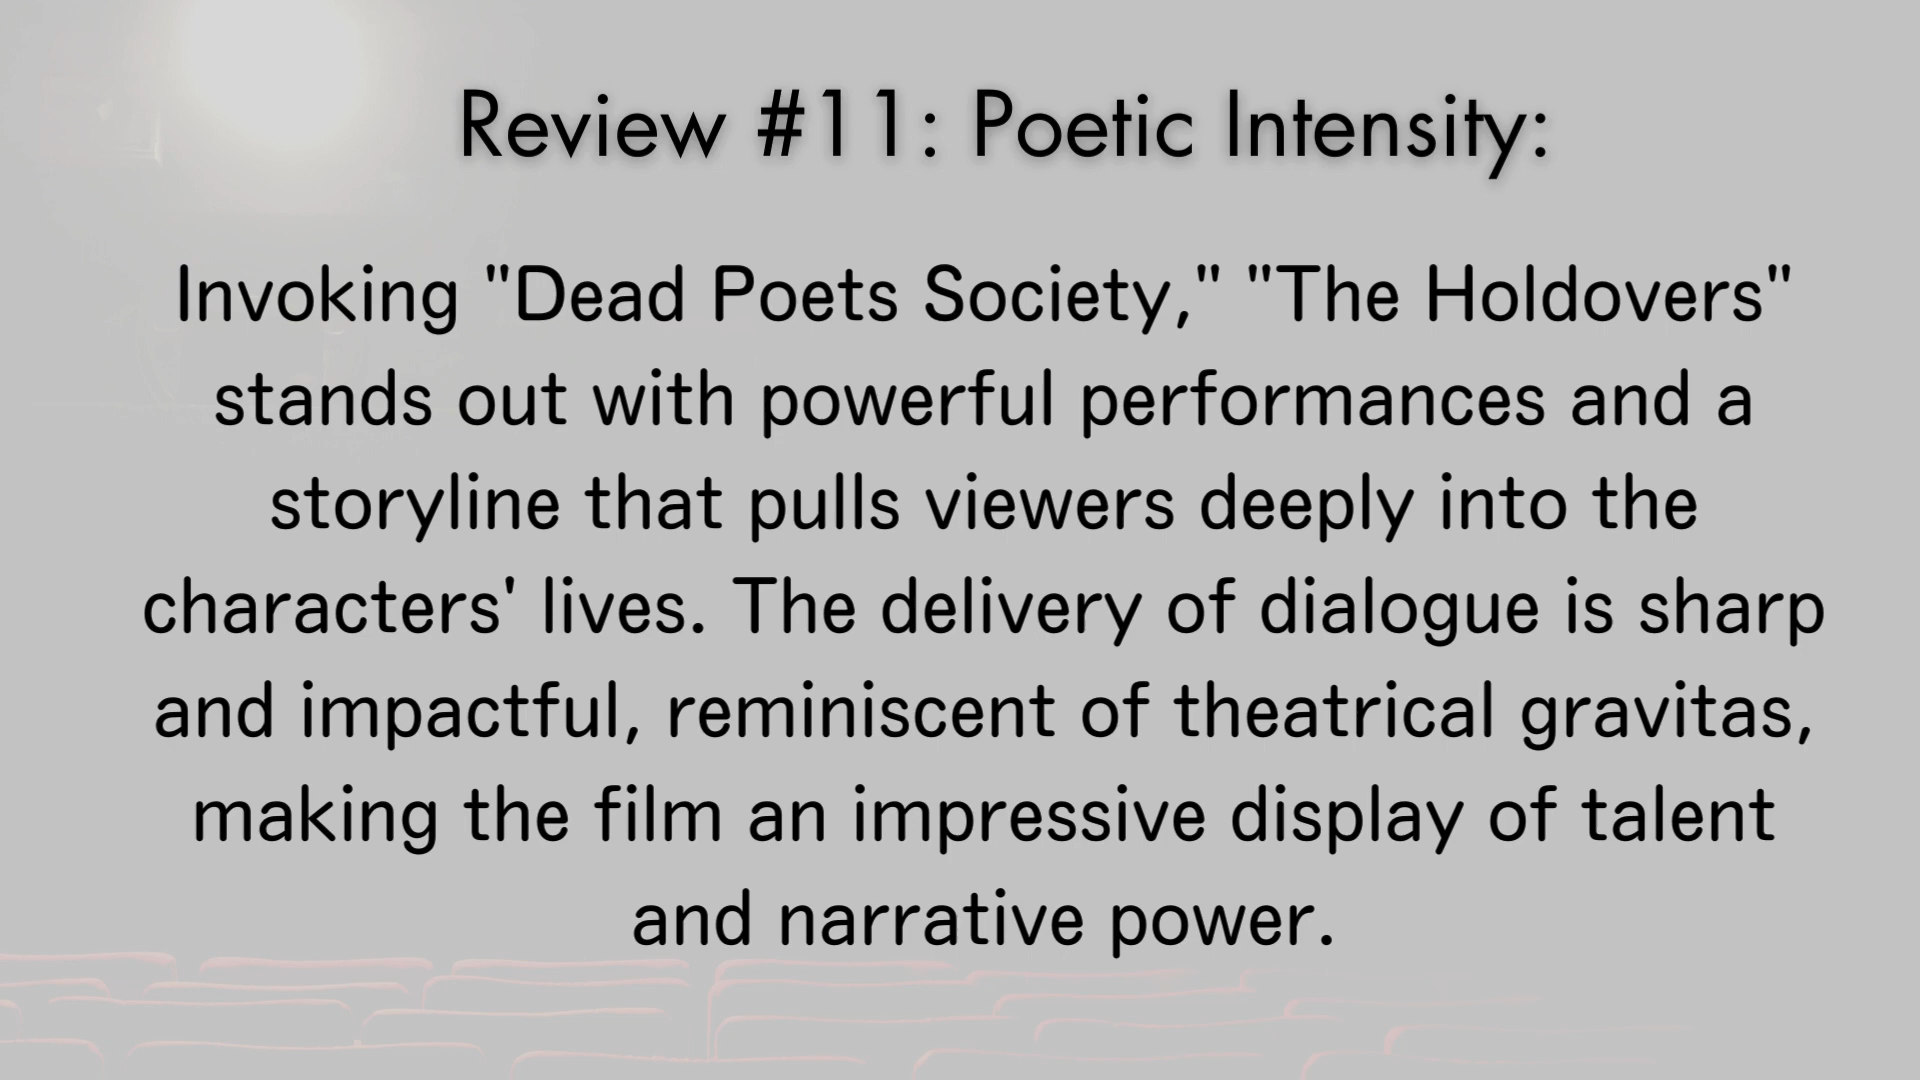 Review #11: Poetic Intensity:
Invoking "Dead Poets Society," "The Holdovers"
stands out with powerful performances and a
storyline that pulls viewers deeply into the
characters' lives. The delivery of dialogue is sharp
and impactful, reminiscent of theatrical gravitas,
making the film an impressive display of talent
and narrative power.